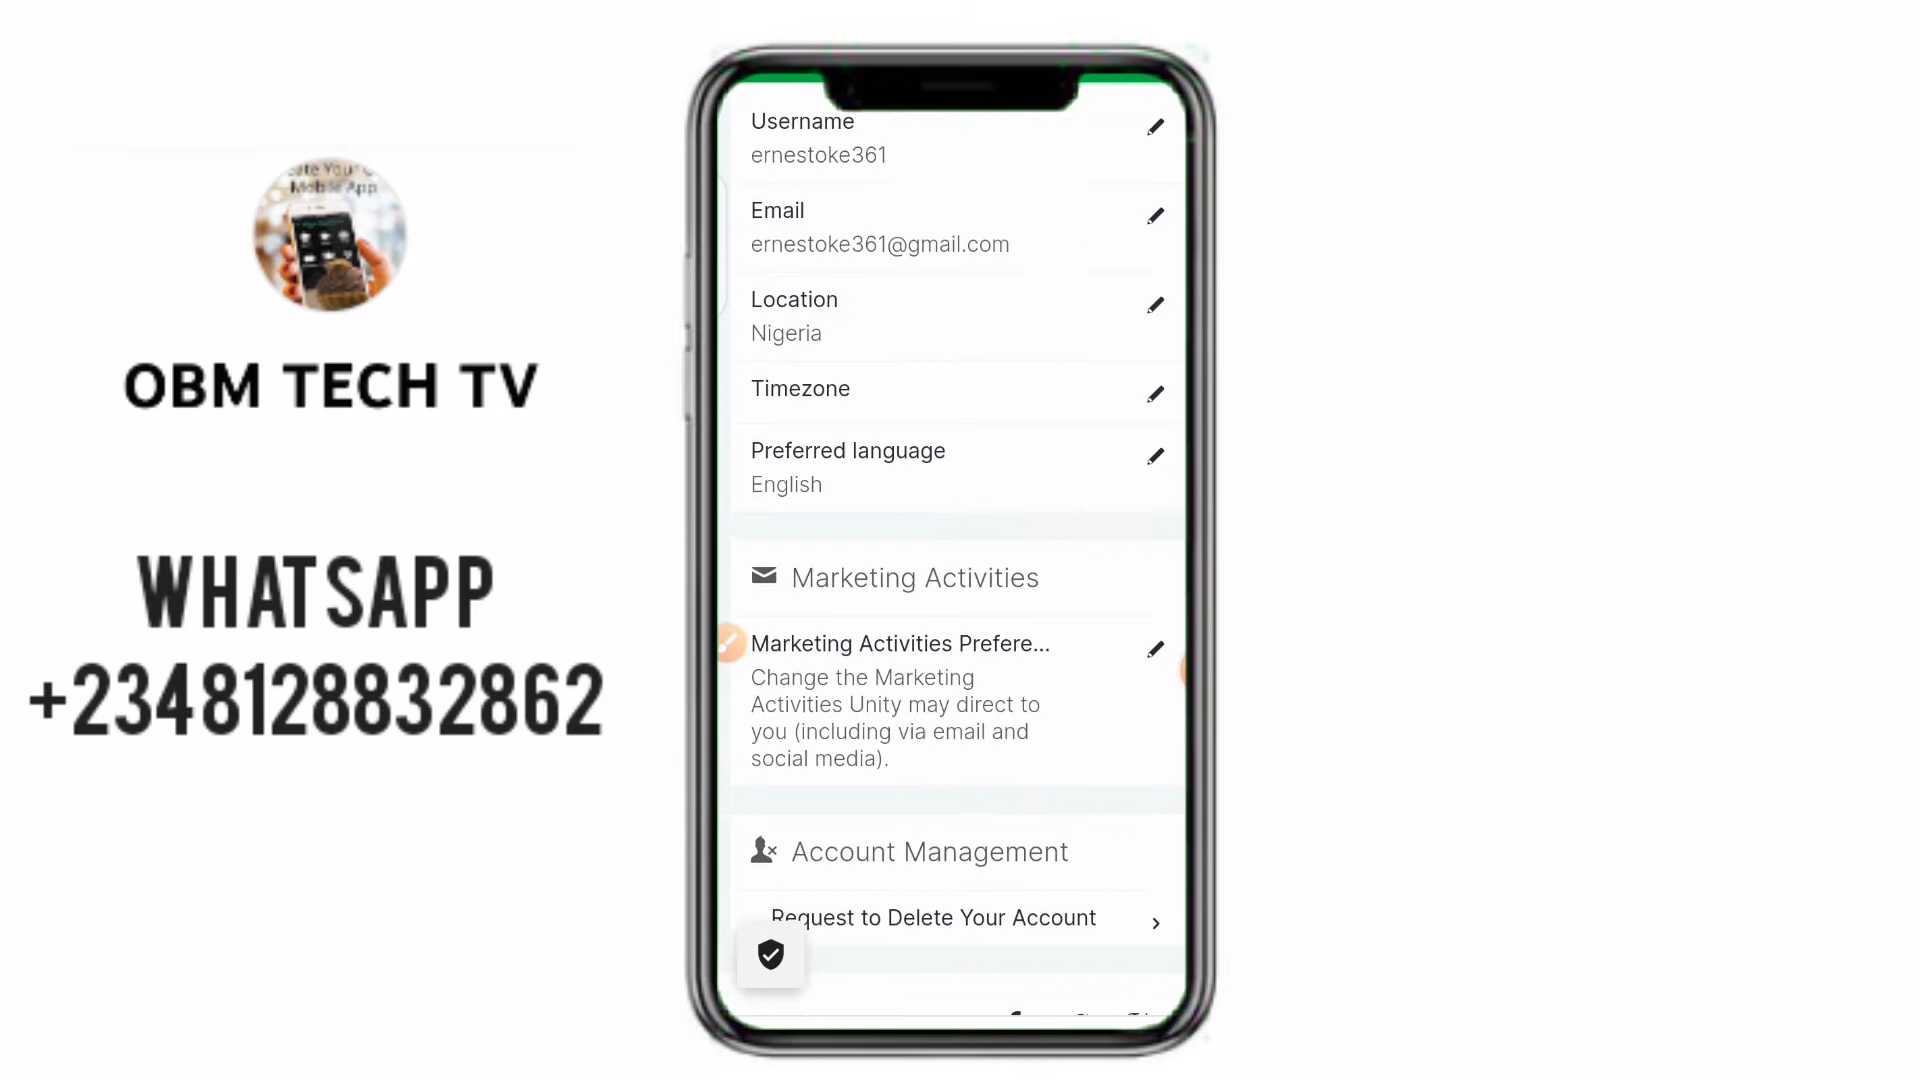 Mobile App
OBM TECH TV
WHATSAPP
+2348128832862
Username
ernestoke361
Email
ernestoke361@gmail.com
Location
Nigeria
Timezone
Preferred language
English
Marketing Activities
Marketing Activities Prefere...
Change the Marketing
Activities Unity may direct to
you (including via email and
social media).
Account Management
Request to Delete Your Account